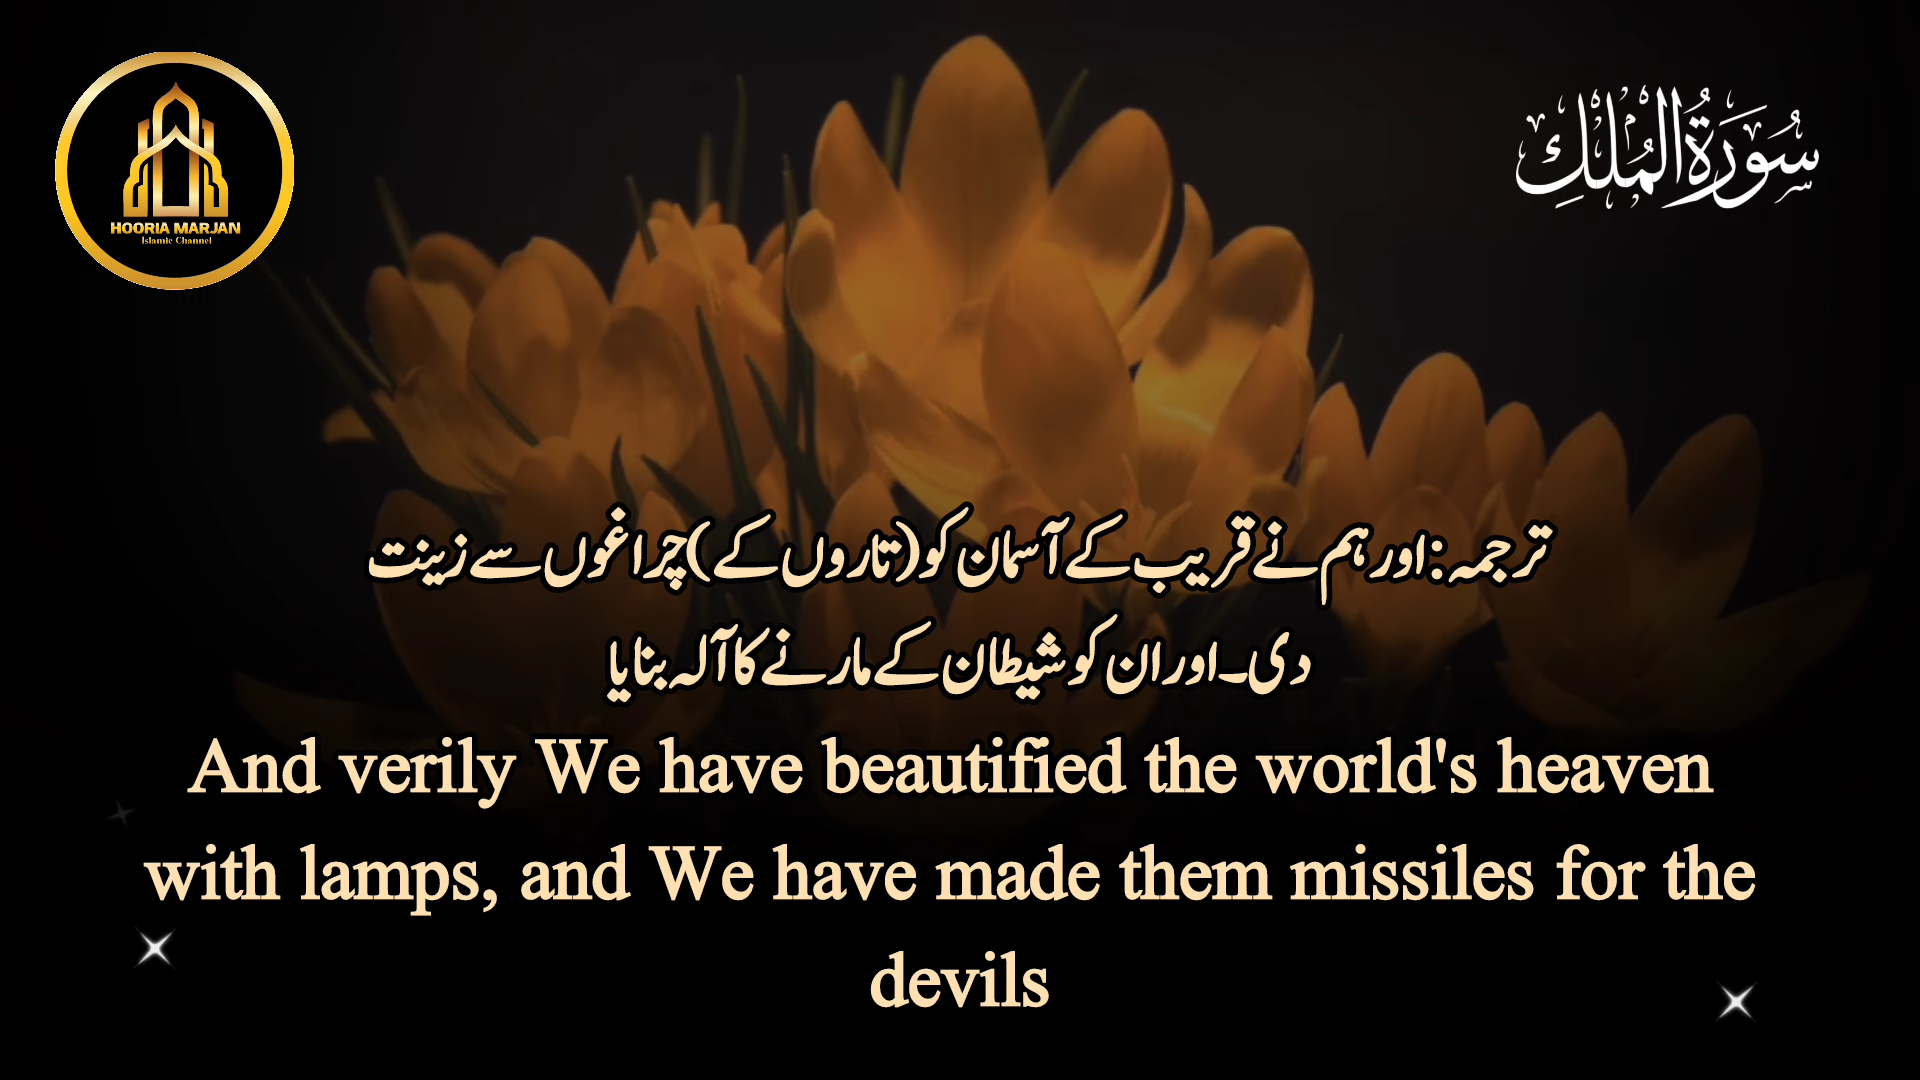 HOORIA MARJAN
Islamic Channel
سُورَةُ الْمُلْكِ
ترجمہ: اور ہم نے قریب کے آسمان کو (تاروں کے) چراغوں سے زینت
دی۔ اور ان کو شیطان کے مارنے کا آلہ بنایا
And verily We have beautified the world's heaven
with lamps, and We have made them missiles for the
devils